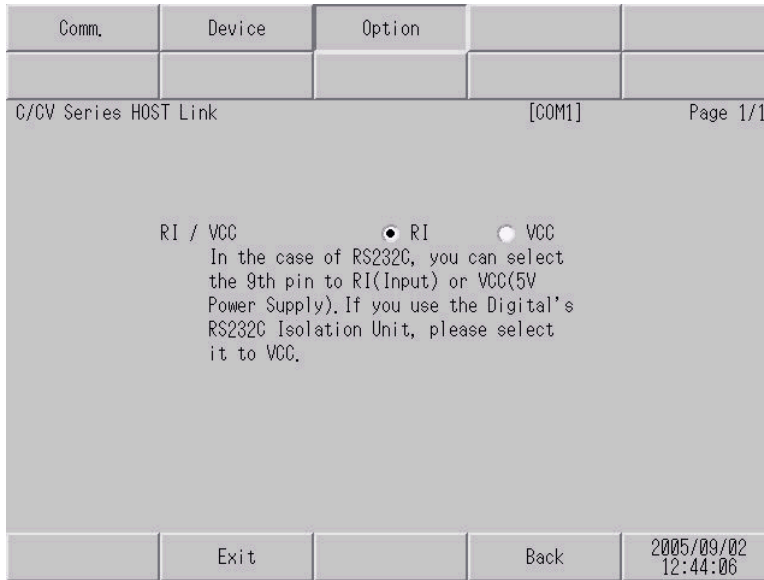 Comm. Device Option
C/CV Series HOST Link [COM1] Page 1/1
RI / VCC RI VCC
In the case of RS232C, you can select
the 9th pin to RI(Input) or VCC(5V
Power Supply).If you use the Digital's
RS232C Isolation Unit, please select
it to VCC.
Exit Back 2005/09/02
12:44:06